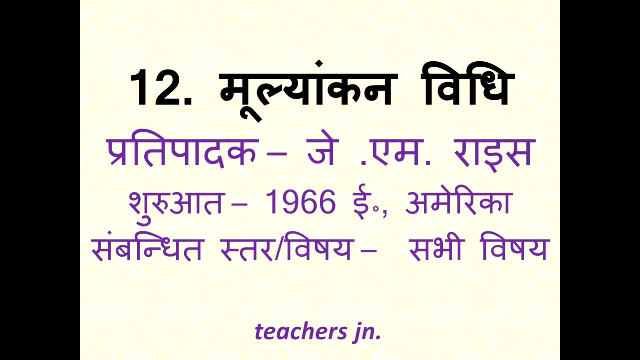 12. मूल्यांकन विधि
प्रतिपादक – जे .एम. राइस
शुरुआत – 1966 ई॰, अमेरिका
संबन्धित स्तर/विषय – सभी विषय
teachers jn.